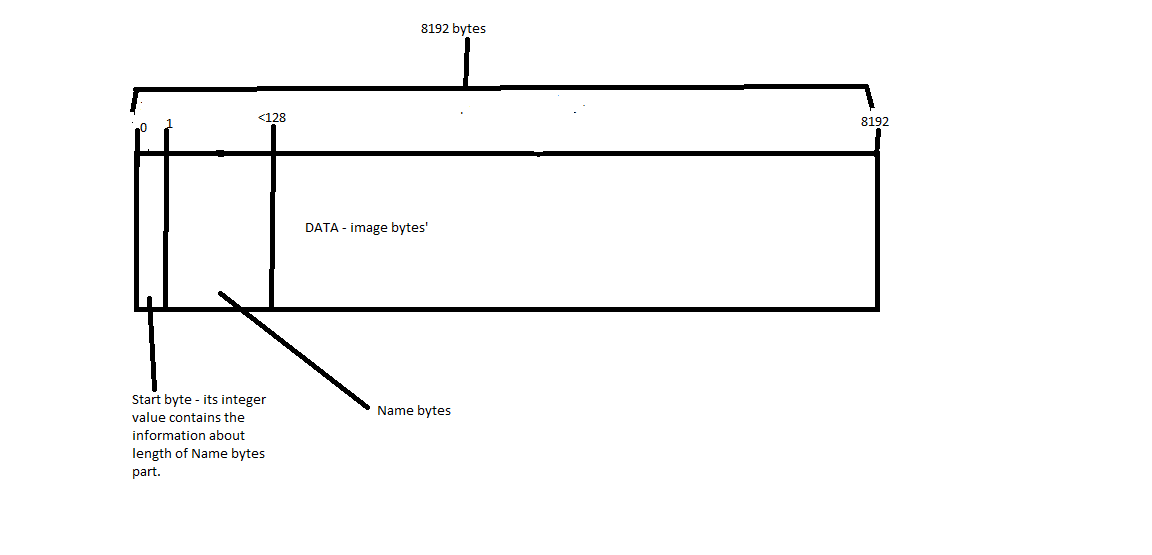 8192 bytes
0
1
<128
8192
DATA - image bytes'
Start byte - its integer
value contains the
information about
length of Name bytes
part.
Name bytes